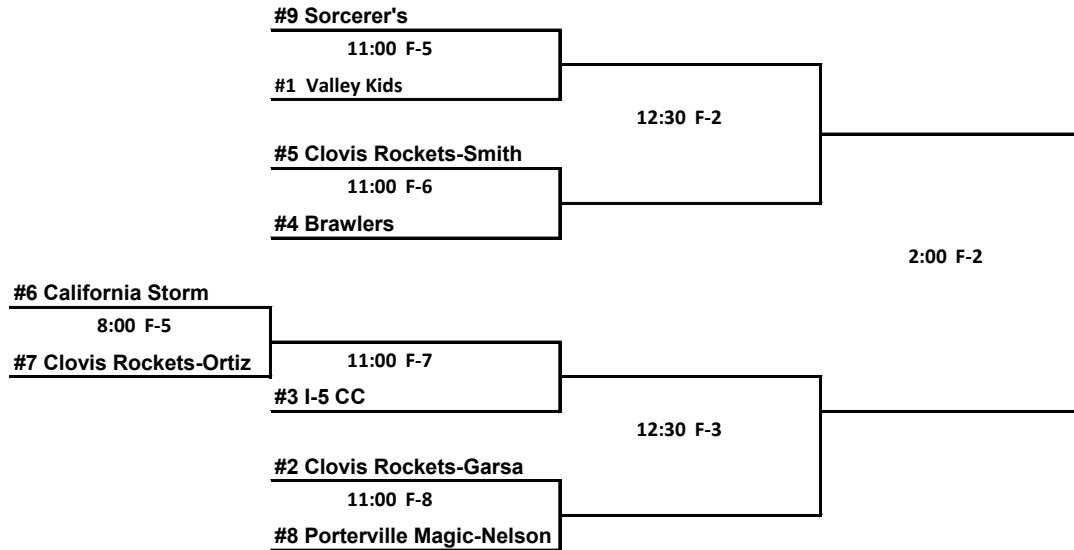 #9 Sorcerer's
11:00 F-5
#1 Valley Kids
12:30 F-2
#5 Clovis Rockets-Smith
11:00 F-6
#4 Brawlers
2:00 F-2
#6 California Storm
8:00 F-5
#7 Clovis Rockets-Ortiz
11:00 F-7
#3 I-5 CC
12:30 F-3
#2 Clovis Rockets-Garsa
11:00 F-8
#8 Porterville Magic-Nelson